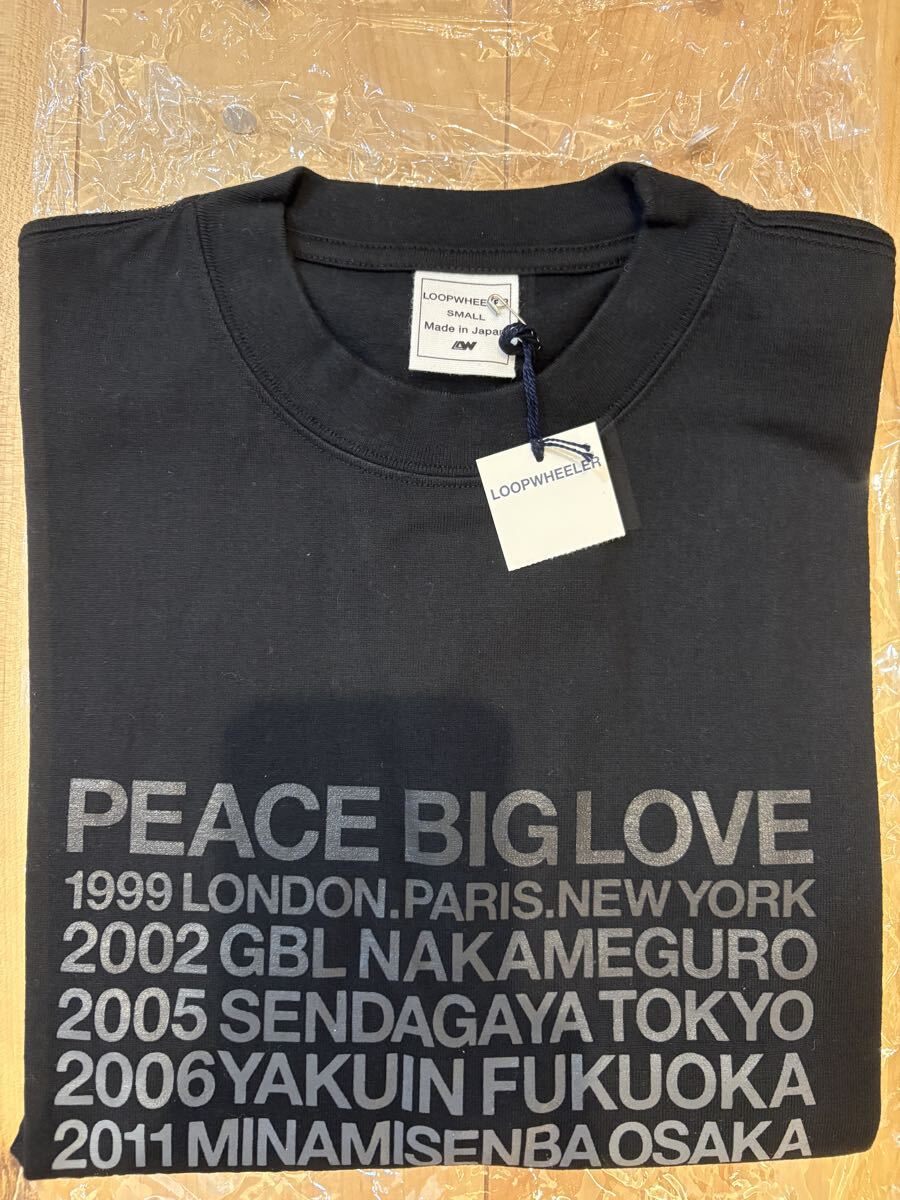 LOOPWHEELER
SMALL
Made in Japan
LW
LOOPWHEELER
PEACE BIG LOVE
1999 LONDON.PARIS.NEW YORK
2002 GBL NAKAMEGURO
2005 SENDAGAYA TOKYO
2006 YAKUIN FUKUOKA
2011 MINAMISENBA OSAKA